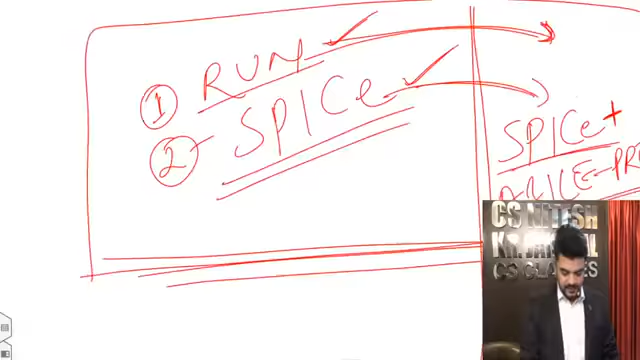 ① RUN
② SPICe
SPICe+
CS NITESH
CS CLASSES